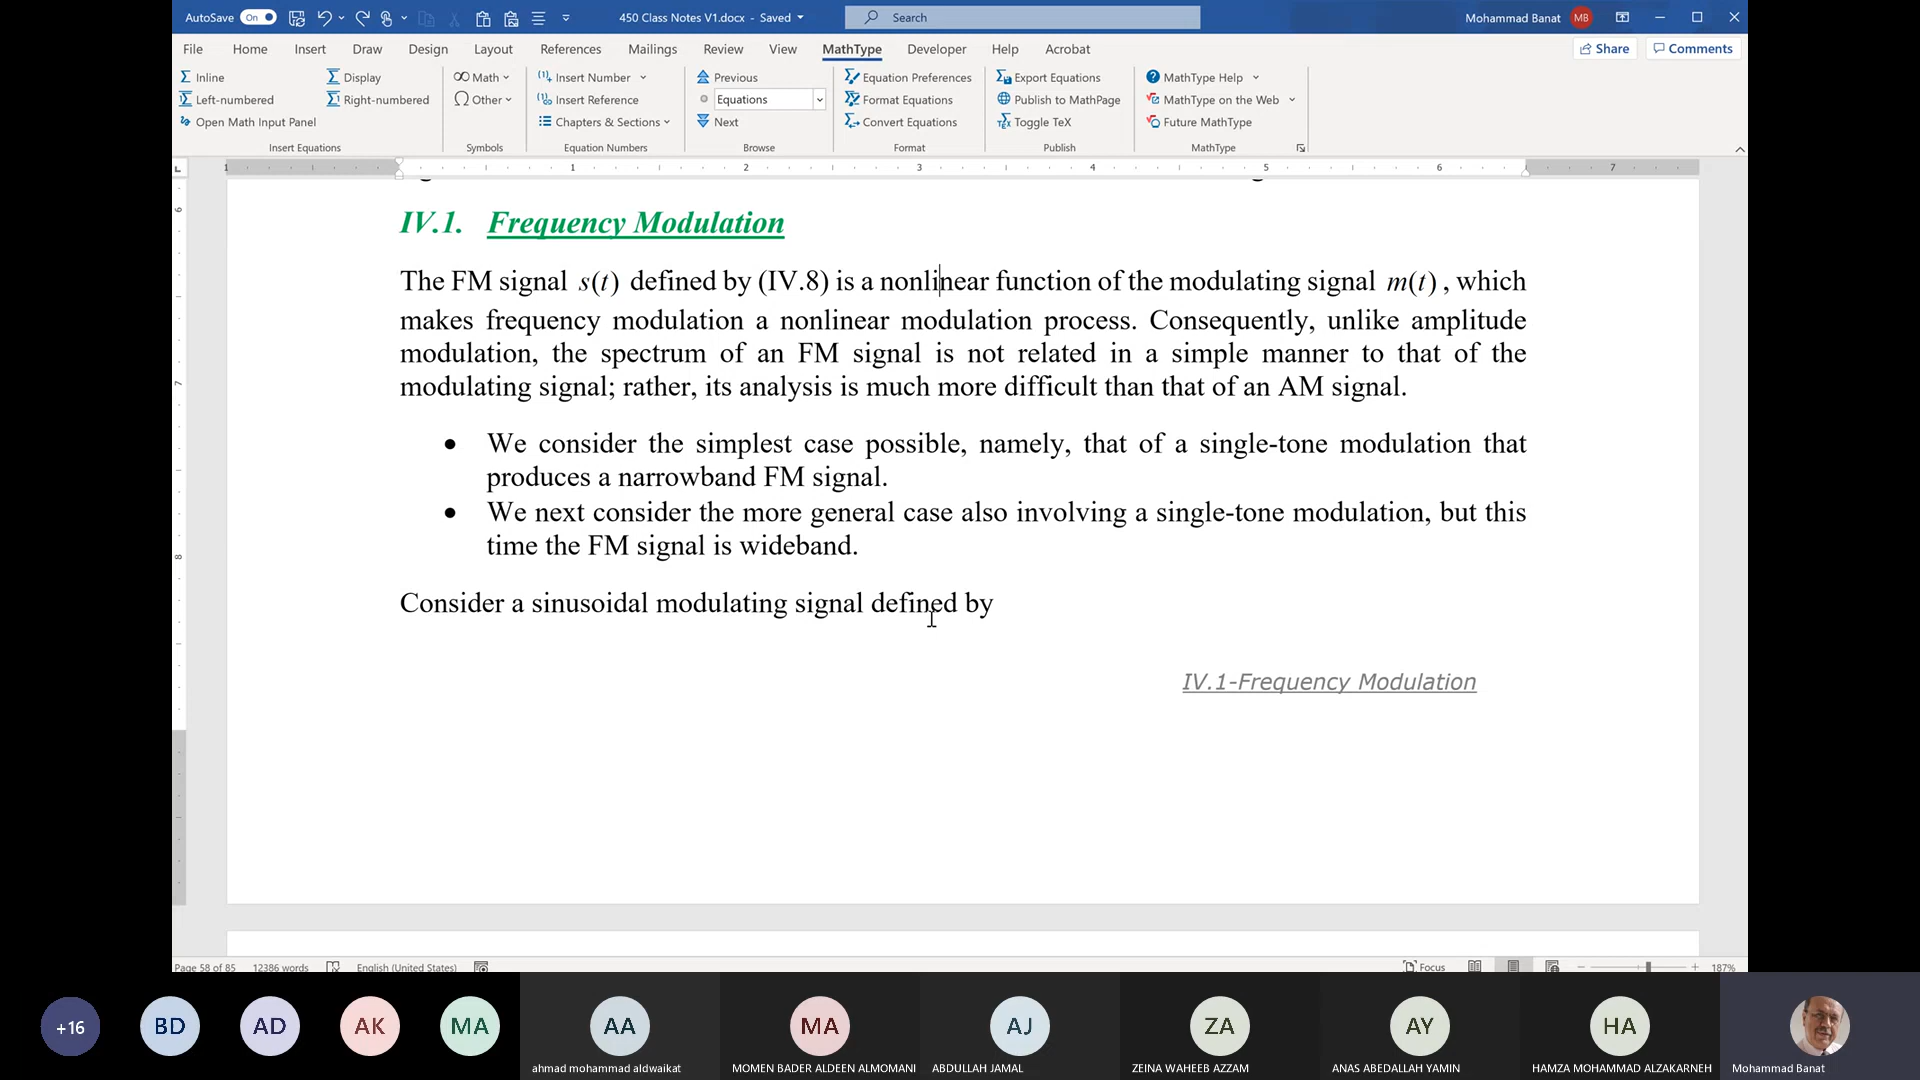 AutoSave On 450 Class Notes V1.docx - Saved Search Mohammad Banat MB
File Home Insert Draw Design Layout References Mailings Review View MathType Developer Help Acrobat Share Comments
Inline Display Math Insert Number Previous Equation Preferences Export Equations MathType Help
Left-numbered Right-numbered Other Insert Reference Equations Format Equations Publish to MathPage MathType on the Web
Open Math Input Panel Chapters & Sections Next Convert Equations Toggle TeX Future MathType
Insert Equations Symbols Equation Numbers Browse Format Publish MathType
1 1 2 3 4 5 6 7
IV.1. Frequency Modulation
The FM signal s(t) defined by (IV.8) is a nonlinear function of the modulating signal m(t), which
makes frequency modulation a nonlinear modulation process. Consequently, unlike amplitude
modulation, the spectrum of an FM signal is not related in a simple manner to that of the
modulating signal; rather, its analysis is much more difficult than that of an AM signal.
• We consider the simplest case possible, namely, that of a single-tone modulation that
produces a narrowband FM signal.
• We next consider the more general case also involving a single-tone modulation, but this
time the FM signal is wideband.
Consider a sinusoidal modulating signal defined by
IV.1-Frequency Modulation
6
7
8
Page 58 of 85 12386 words English (United States) Focus 187%
+16 BD AD AK MA AA MA AJ ZA AY HA
ahmad mohammad aldwaikat MOMEN BADER ALDEEN ALMOMANI ABDULLAH JAMAL ZEINA WAHEEB AZZAM ANAS ABEDALLAH YAMIN HAMZA MOHAMMAD ALZAKARNEH Mohammad Banat